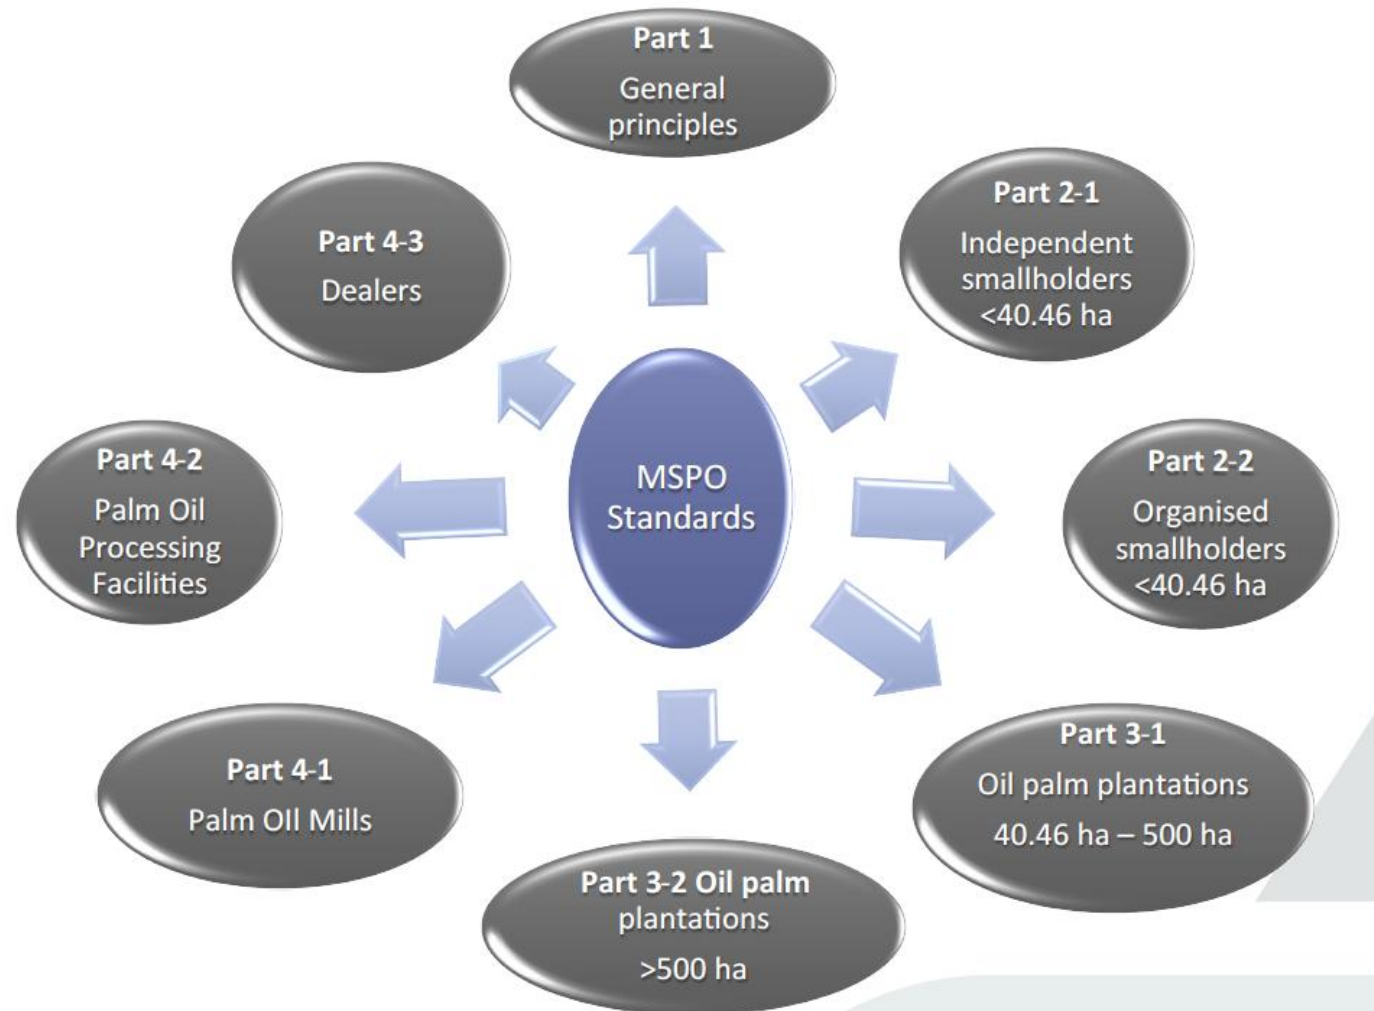 Part 1
General
principles
Part 2-1
Independent
smallholders
<40.46 ha
Part 2-2
Organised
smallholders
<40.46 ha
Part 3-1
Oil palm plantations
40.46 ha – 500 ha
Part 3-2 Oil palm
plantations
>500 ha
Part 4-1
Palm OIl Mills
Part 4-2
Palm Oil
Processing
Facilities
Part 4-3
Dealers
MSPO
Standards